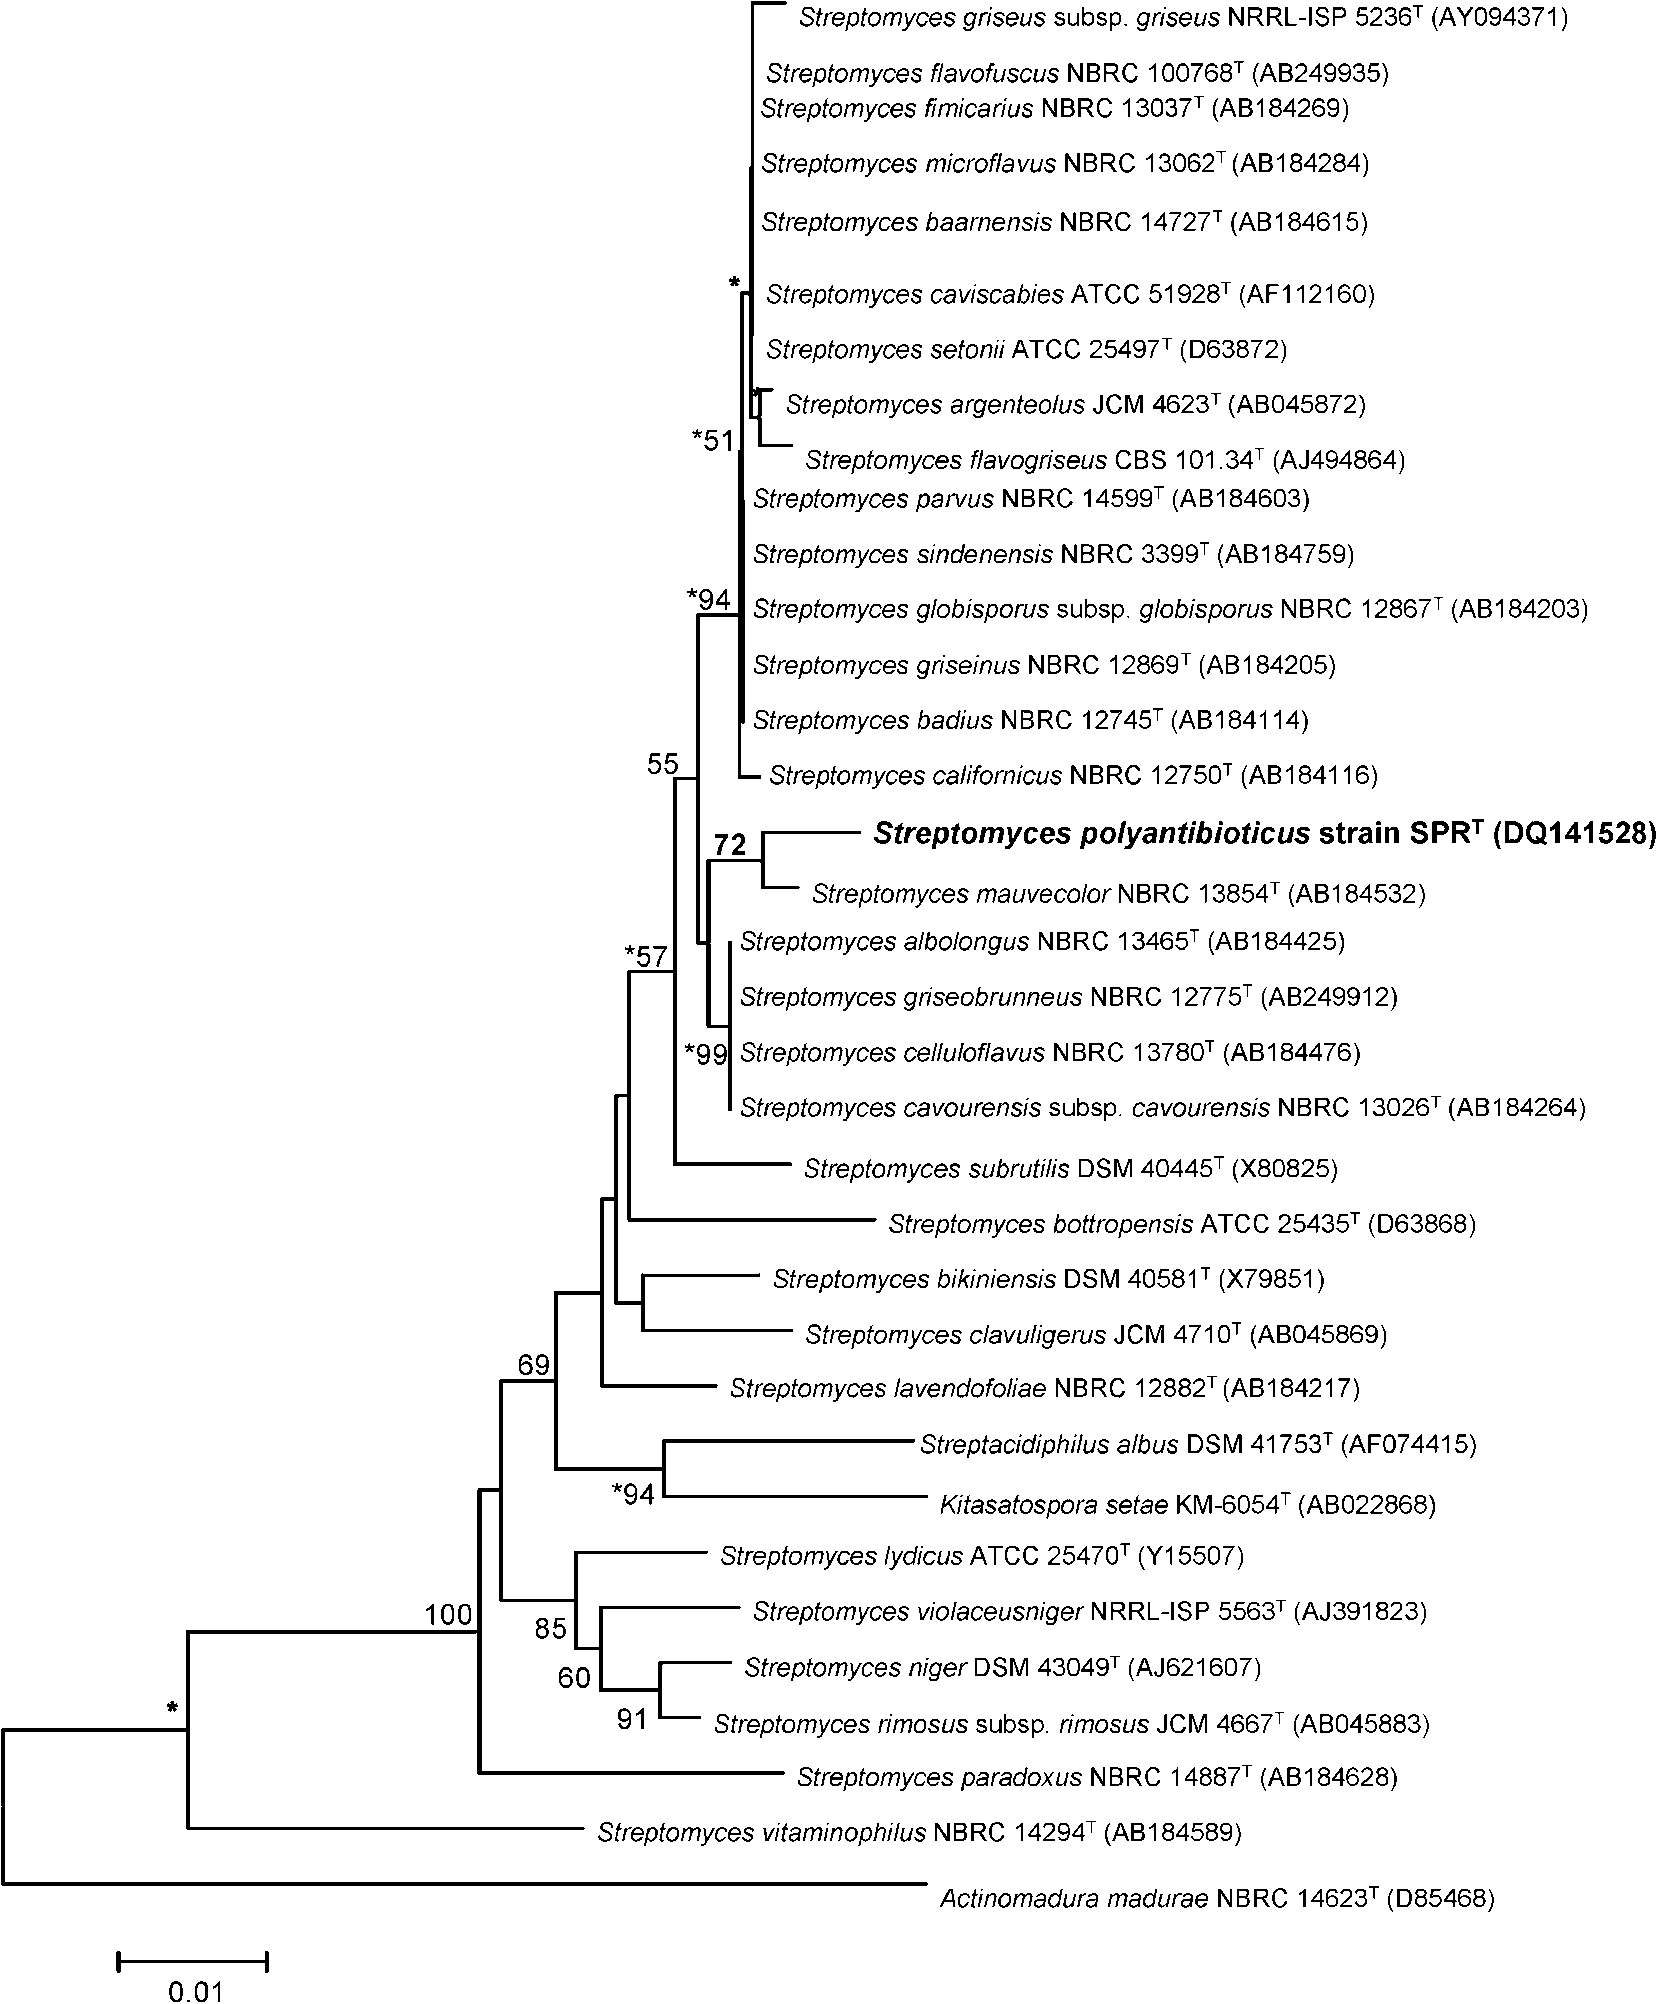 Streptomyces griseus subsp. griseus NRRL-ISP 5236ᵀ (AY094371)
Streptomyces flavofuscus NBRC 100768ᵀ (AB249935)
Streptomyces fimicarius NBRC 13037ᵀ (AB184269)
Streptomyces microflavus NBRC 13062ᵀ (AB184284)
Streptomyces baarnensis NBRC 14727ᵀ (AB184615)
*
Streptomyces caviscabies ATCC 51928ᵀ (AF112160)
Streptomyces setonii ATCC 25497ᵀ (D63872)
*
Streptomyces argenteolus JCM 4623ᵀ (AB045872)
*51
Streptomyces flavogriseus CBS 101.34ᵀ (AJ494864)
Streptomyces parvus NBRC 14599ᵀ (AB184603)
Streptomyces sindenensis NBRC 3399ᵀ (AB184759)
*94
Streptomyces globisporus subsp. globisporus NBRC 12867ᵀ (AB184203)
Streptomyces griseinus NBRC 12869ᵀ (AB184205)
Streptomyces badius NBRC 12745ᵀ (AB184114)
55
Streptomyces californicus NBRC 12750ᵀ (AB184116)
Streptomyces polyantibioticus strain SPRᵀ (DQ141528)
72
Streptomyces mauvecolor NBRC 13854ᵀ (AB184532)
Streptomyces albolongus NBRC 13465ᵀ (AB184425)
*57
Streptomyces griseobrunneus NBRC 12775ᵀ (AB249912)
*99
Streptomyces celluloflavus NBRC 13780ᵀ (AB184476)
Streptomyces cavourensis subsp. cavourensis NBRC 13026ᵀ (AB184264)
Streptomyces subrutilis DSM 40445ᵀ (X80825)
Streptomyces bottropensis ATCC 25435ᵀ (D63868)
Streptomyces bikiniensis DSM 40581ᵀ (X79851)
Streptomyces clavuligerus JCM 4710ᵀ (AB045869)
69
Streptomyces lavendofoliae NBRC 12882ᵀ (AB184217)
Streptacidiphilus albus DSM 41753ᵀ (AF074415)
*94
Kitasatospora setae KM-6054ᵀ (AB022868)
Streptomyces lydicus ATCC 25470ᵀ (Y15507)
100
Streptomyces violaceusniger NRRL-ISP 5563ᵀ (AJ391823)
85
Streptomyces niger DSM 43049ᵀ (AJ621607)
60
*
91
Streptomyces rimosus subsp. rimosus JCM 4667ᵀ (AB045883)
Streptomyces paradoxus NBRC 14887ᵀ (AB184628)
Streptomyces vitaminophilus NBRC 14294ᵀ (AB184589)
Actinomadura madurae NBRC 14623ᵀ (D85468)
0.01